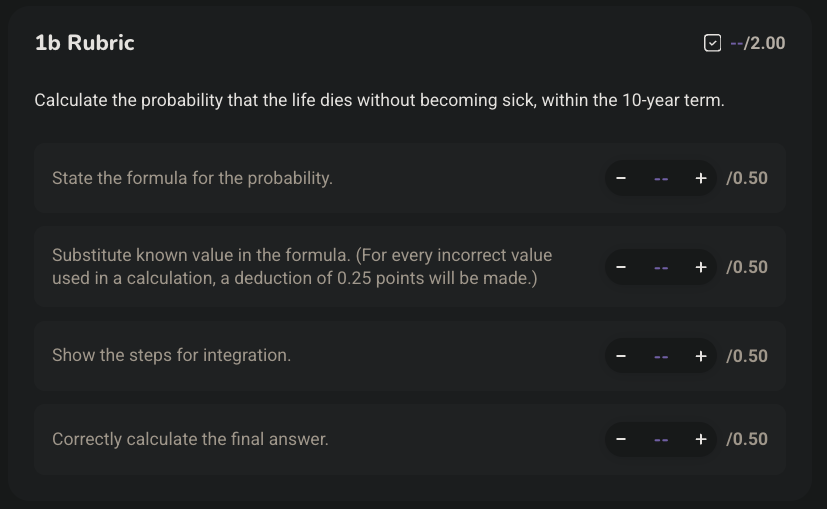 1b Rubric
--/2.00
Calculate the probability that the life dies without becoming sick, within the 10-year term.
State the formula for the probability.
− -- + /0.50
Substitute known value in the formula. (For every incorrect value
used in a calculation, a deduction of 0.25 points will be made.)
− -- + /0.50
Show the steps for integration.
− -- + /0.50
Correctly calculate the final answer.
− -- + /0.50